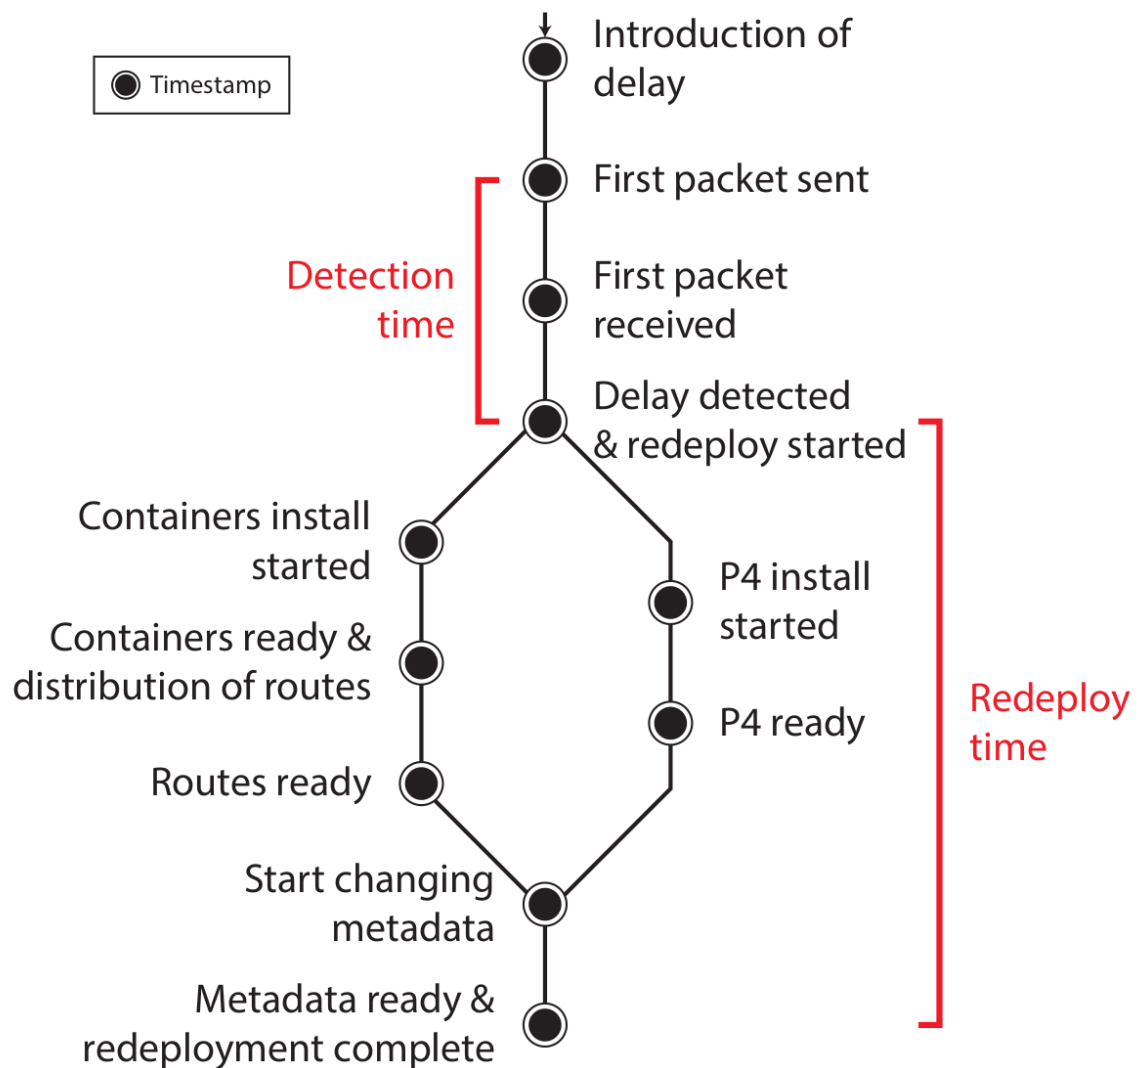 Introduction of
delay
Timestamp
First packet sent
Detection
time
First packet
received
Delay detected
& redeploy started
Containers install
started
P4 install
started
Containers ready &
distribution of routes
Redeploy
time
P4 ready
Routes ready
Start changing
metadata
Metadata ready &
redeployment complete